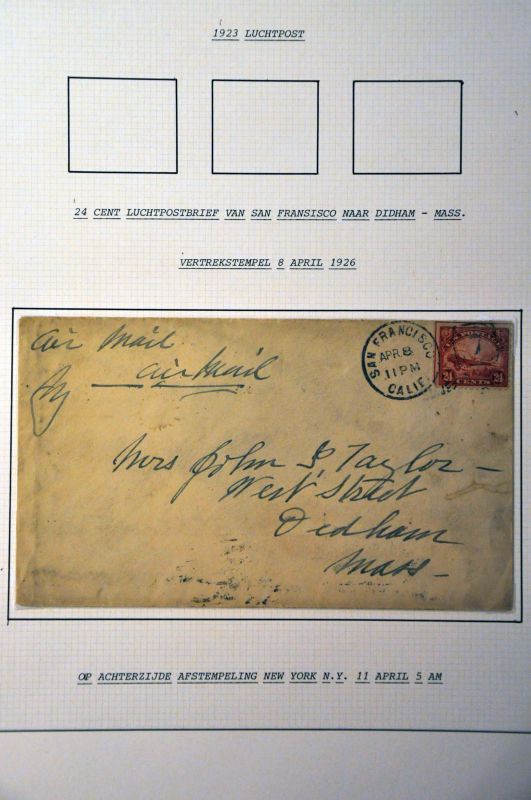 1923 LUCHTPOST
24 CENT LUCHTPOSTBRIEF VAN SAN FRANSISCO NAAR DIDHAM - MASS.
VERTREKSTEMPEL 8 APRIL 1926
Air Mail
Air Mail
By
SAN FRANCISCO
APR 8
11 PM
CALIF.
24 CENTS 24
Mrs John I, Taylor -
West Street
Dedham
Mass -
OP ACHTERZIJDE AFSTEMPELING NEW YORK N.Y. 11 APRIL 5 AM